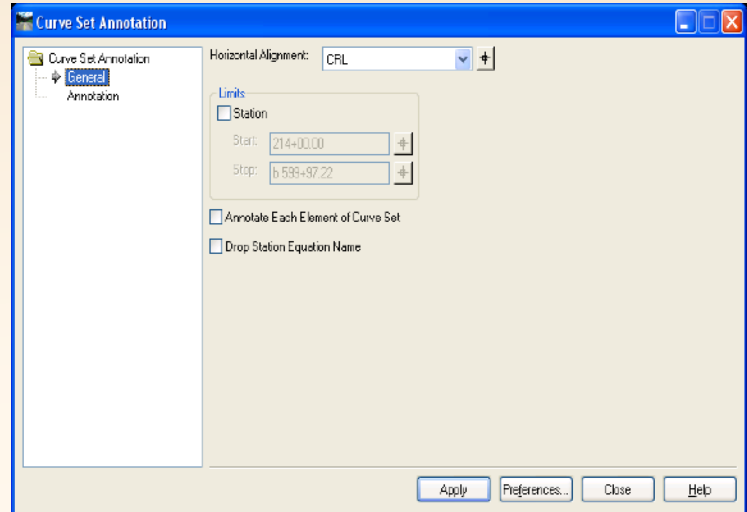 Curve Set Annotation
Curve Set Annotation
General
Annotation
Horizontal Alignment: CRL
Limits
Station
Start: 214+00.00
Stop: b 599+97.22
Annotate Each Element of Curve Set
Drop Station Equation Name
Apply Preferences... Close Help